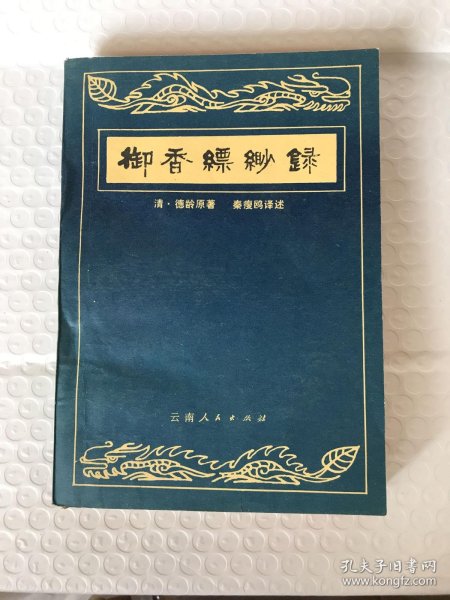 御香缥缈录
清·德龄原著 秦瘦鸥译述
云南人民出版社
孔夫子旧书网
www.kongfz.com